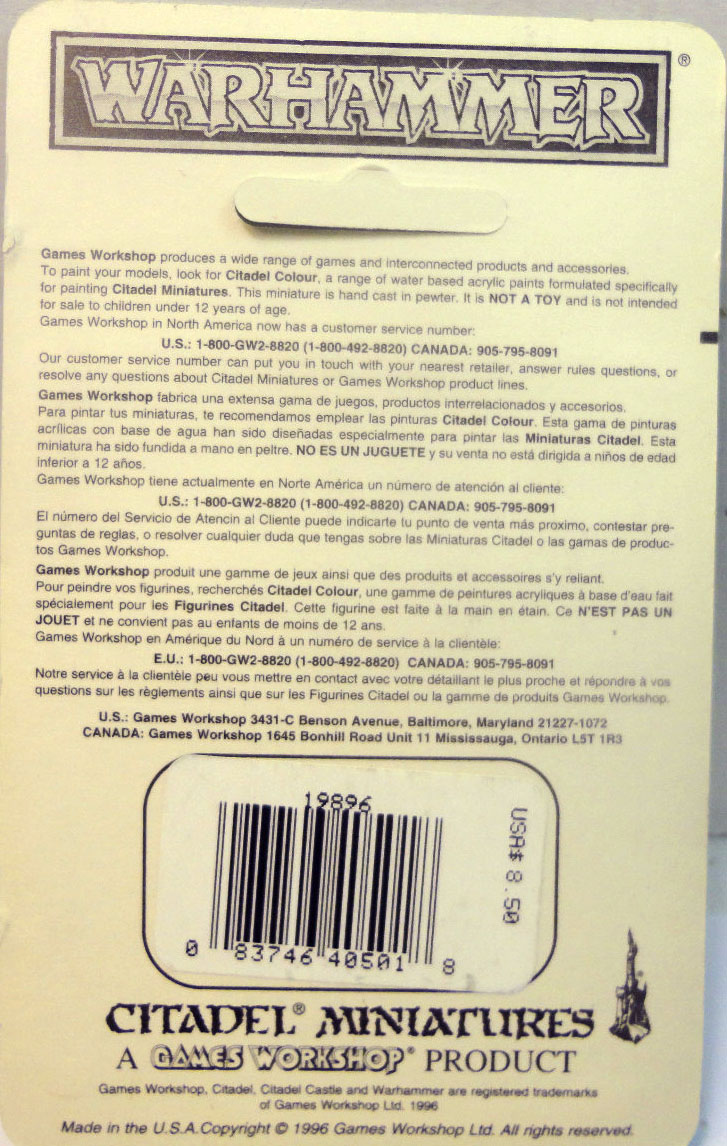 WARHAMMER®
Games Workshop produces a wide range of games and interconnected products and accessories.
To paint your models, look for Citadel Colour, a range of water based acrylic paints formulated specifically
for painting Citadel Miniatures. This miniature is hand cast in pewter. It is NOT A TOY and is not intended
for sale to children under 12 years of age.
Games Workshop in North America now has a customer service number:
U.S.: 1-800-GW2-8820 (1-800-492-8820) CANADA: 905-795-8091
Our customer service number can put you in touch with your nearest retailer, answer rules questions, or
resolve any questions about Citadel Miniatures or Games Workshop product lines.
Games Workshop fabrica una extensa gama de juegos, productos interrelacionados y accesorios.
Para pintar tus miniaturas, te recomendamos emplear las pinturas Citadel Colour. Esta gama de pinturas
acrílicas con base de agua han sido diseñadas especialmente para pintar las Miniaturas Citadel. Esta
miniatura ha sido fundida a mano en peltre. NO ES UN JUGUETE y su venta no está dirigida a niños de edad
inferior a 12 años.
Games Workshop tiene actualmente en Norte América un número de atención al cliente:
U.S.: 1-800-GW2-8820 (1-800-492-8820) CANADA: 905-795-8091
El número del Servicio de Atencin al Cliente puede indicarte tu punto de venta más proximo, contestar pre-
guntas de reglas, o resolver cualquier duda que tengas sobre las Miniaturas Citadel o las gamas de produc-
tos Games Workshop.
Games Workshop produit une gamme de jeux ainsi que des produits et accessoires s'y reliant.
Pour peindre vos figurines, recherchés Citadel Colour, une gamme de peintures acryliques à base d'eau fait
spécialement pour les Figurines Citadel. Cette figurine est faite à la main en étain. Ce N'EST PAS UN
JOUET et ne convient pas au enfants de moins de 12 ans.
Games Workshop en Amérique du Nord à un numéro de service à la clientèle:
E.U.: 1-800-GW2-8820 (1-800-492-8820) CANADA: 905-795-8091
Notre service à la clientèle peu vous mettre en contact avec votre détaillant le plus proche et répondre à vos
questions sur les règlements ainsi que sur les Figurines Citadel ou la gamme de produits Games Workshop.
U.S.: Games Workshop 3431-C Benson Avenue, Baltimore, Maryland 21227-1072
CANADA: Games Workshop 1645 Bonhill Road Unit 11 Mississauga, Ontario L5T 1R3
19896
USA$ 8.50
0 83746 40501 8
CITADEL® MINIATURES
A GAMES WORKSHOP® PRODUCT
Games Workshop, Citadel, Citadel Castle and Warhammer are registered trademarks
of Games Workshop Ltd. 1996
Made in the U.S.A. Copyright © 1996 Games Workshop Ltd. All rights reserved.